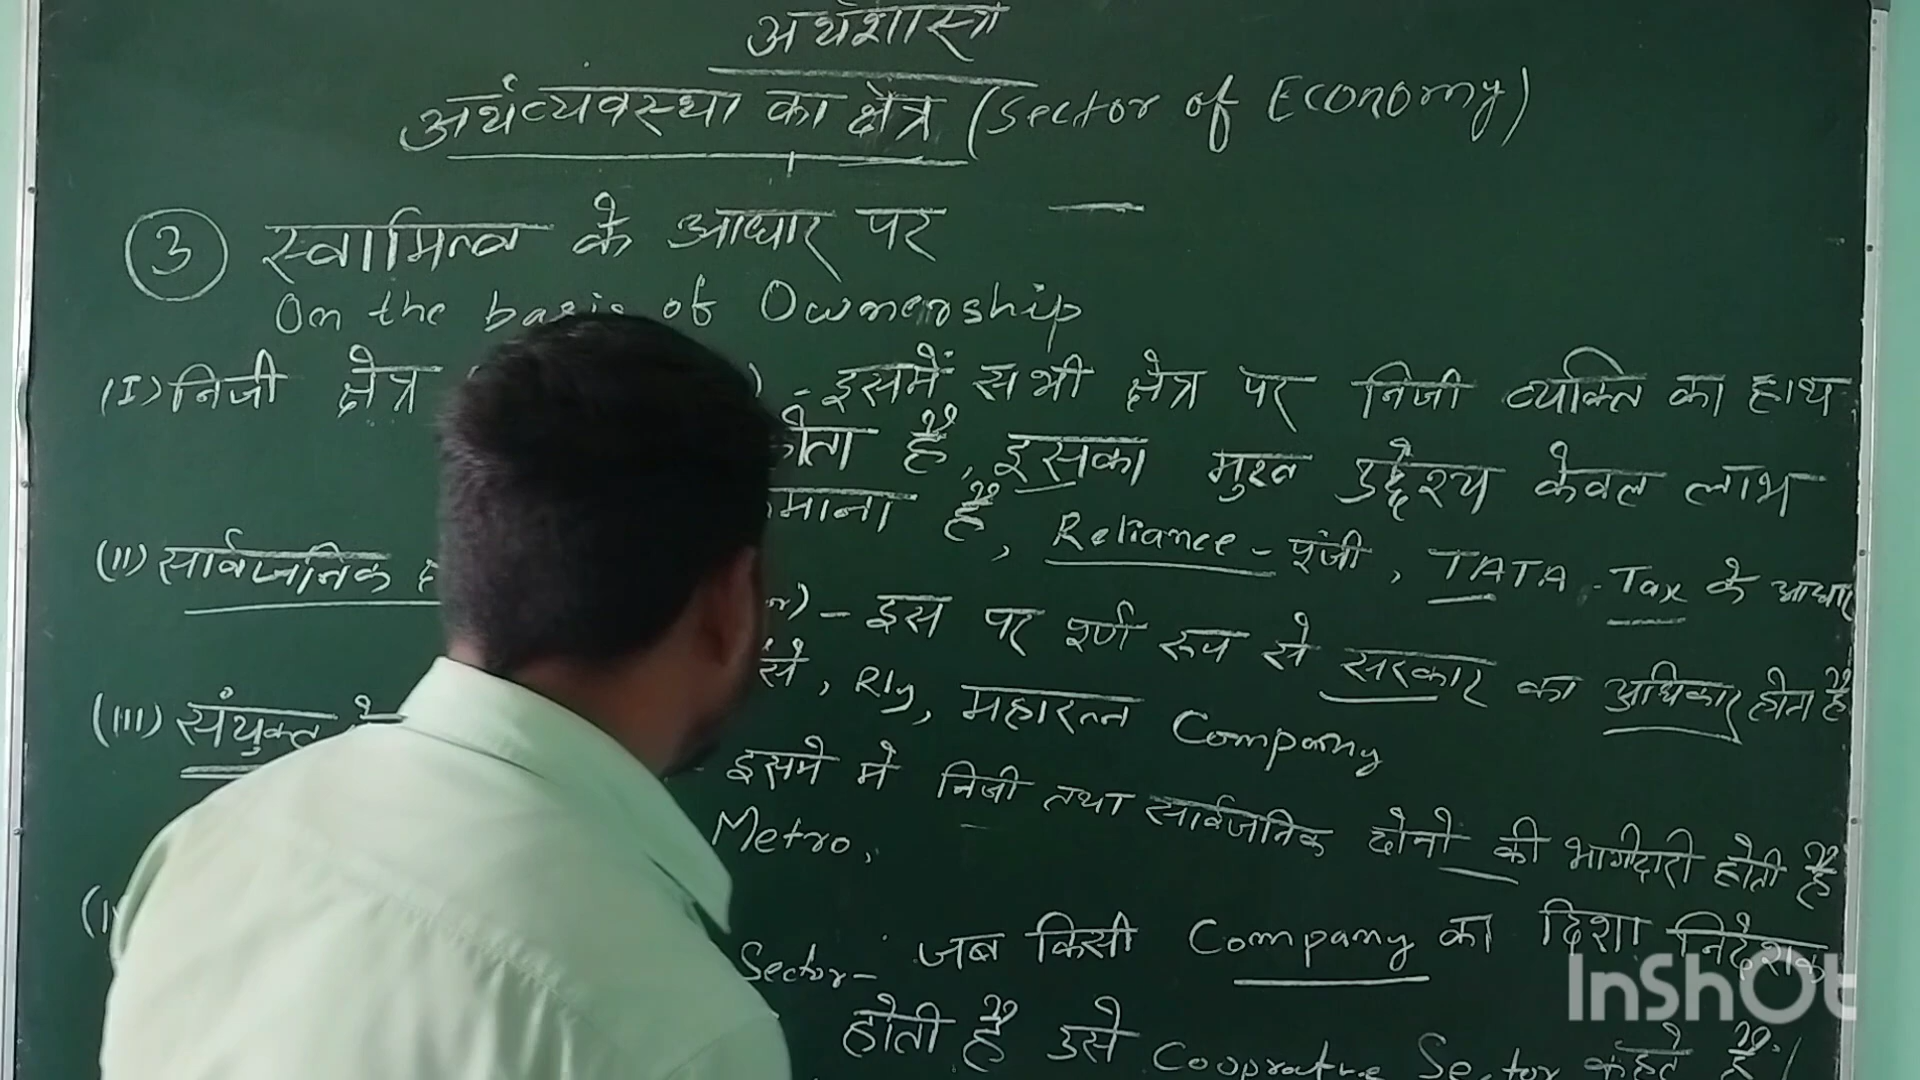 अर्थशास्त्र
अर्थव्यवस्था का क्षेत्र (Sector of Economy)
③ स्वामित्व के आधार पर
On the basis of Ownership
(I) निजी क्षेत्र ) - इसमें सभी क्षेत्र पर निजी व्यक्ति का हाथ
होता है, इसका मुख्य उद्देश्य केवल लाभ
कमाना है, Reliance - पूंजी, TATA - Tax के आधार
(II) सार्वजनिक ) - इस पर पूर्ण रूप से सरकार का अधिकार होता है
जैसे, Rly, महारत्न Company
(III) संयुक्त - इसमे मे निजी तथा सार्वजनिक दोनो की भागेदारी होती है
Metro,
Sector - जब किसी Company का दिशा निर्देशक
होती है उसे Cooprative Sector कहते है।
InShOt